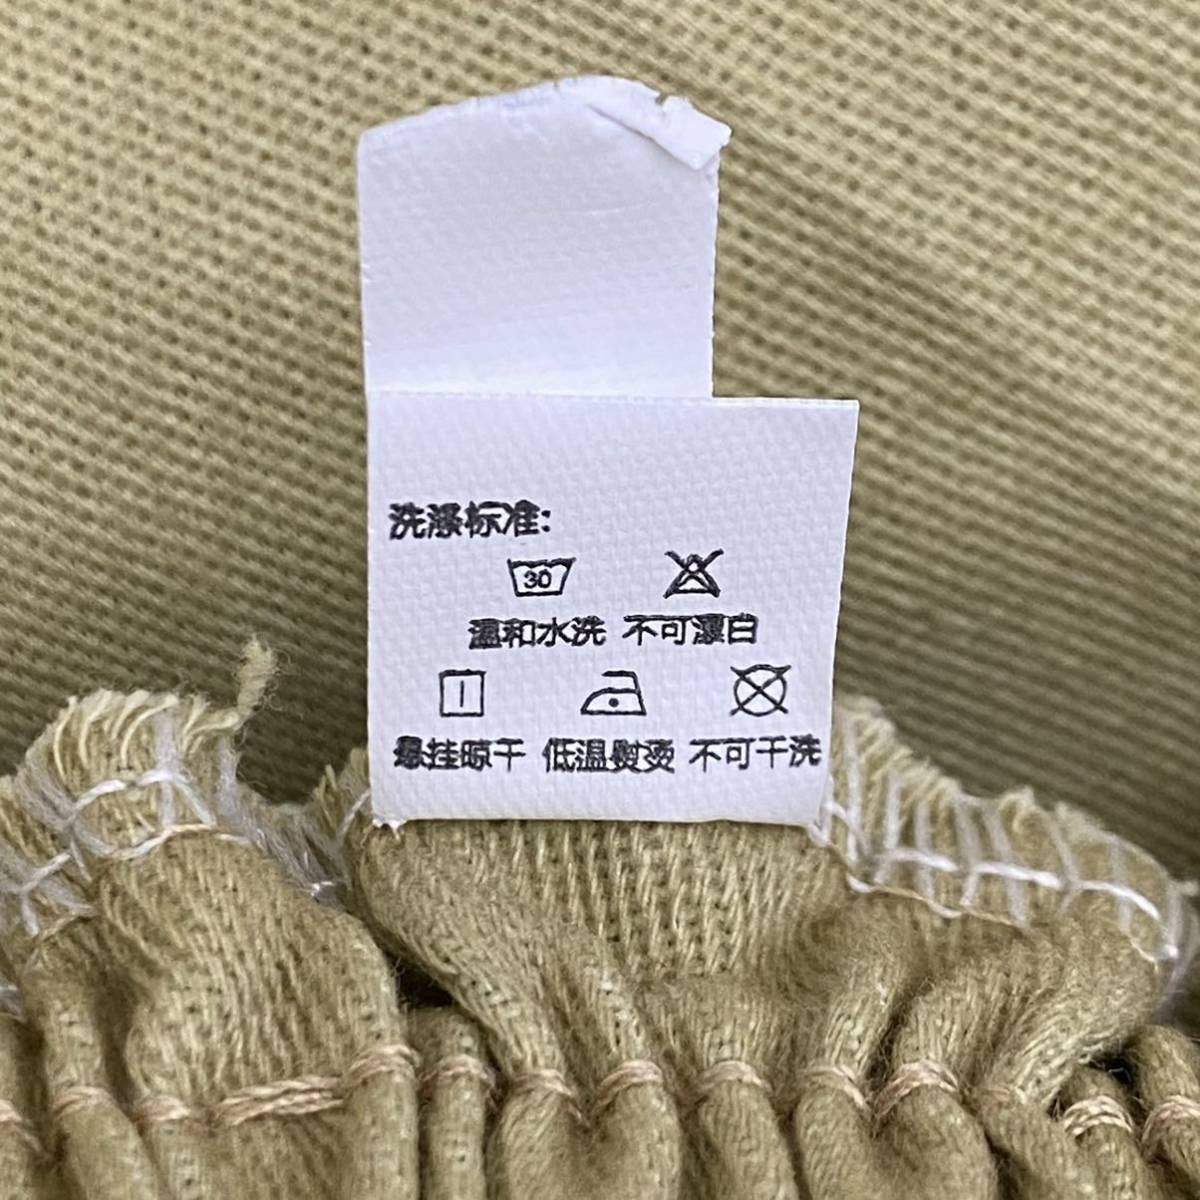 洗涤标准:
30
温和水洗 不可漂白
悬挂晾干 低温熨烫 不可干洗